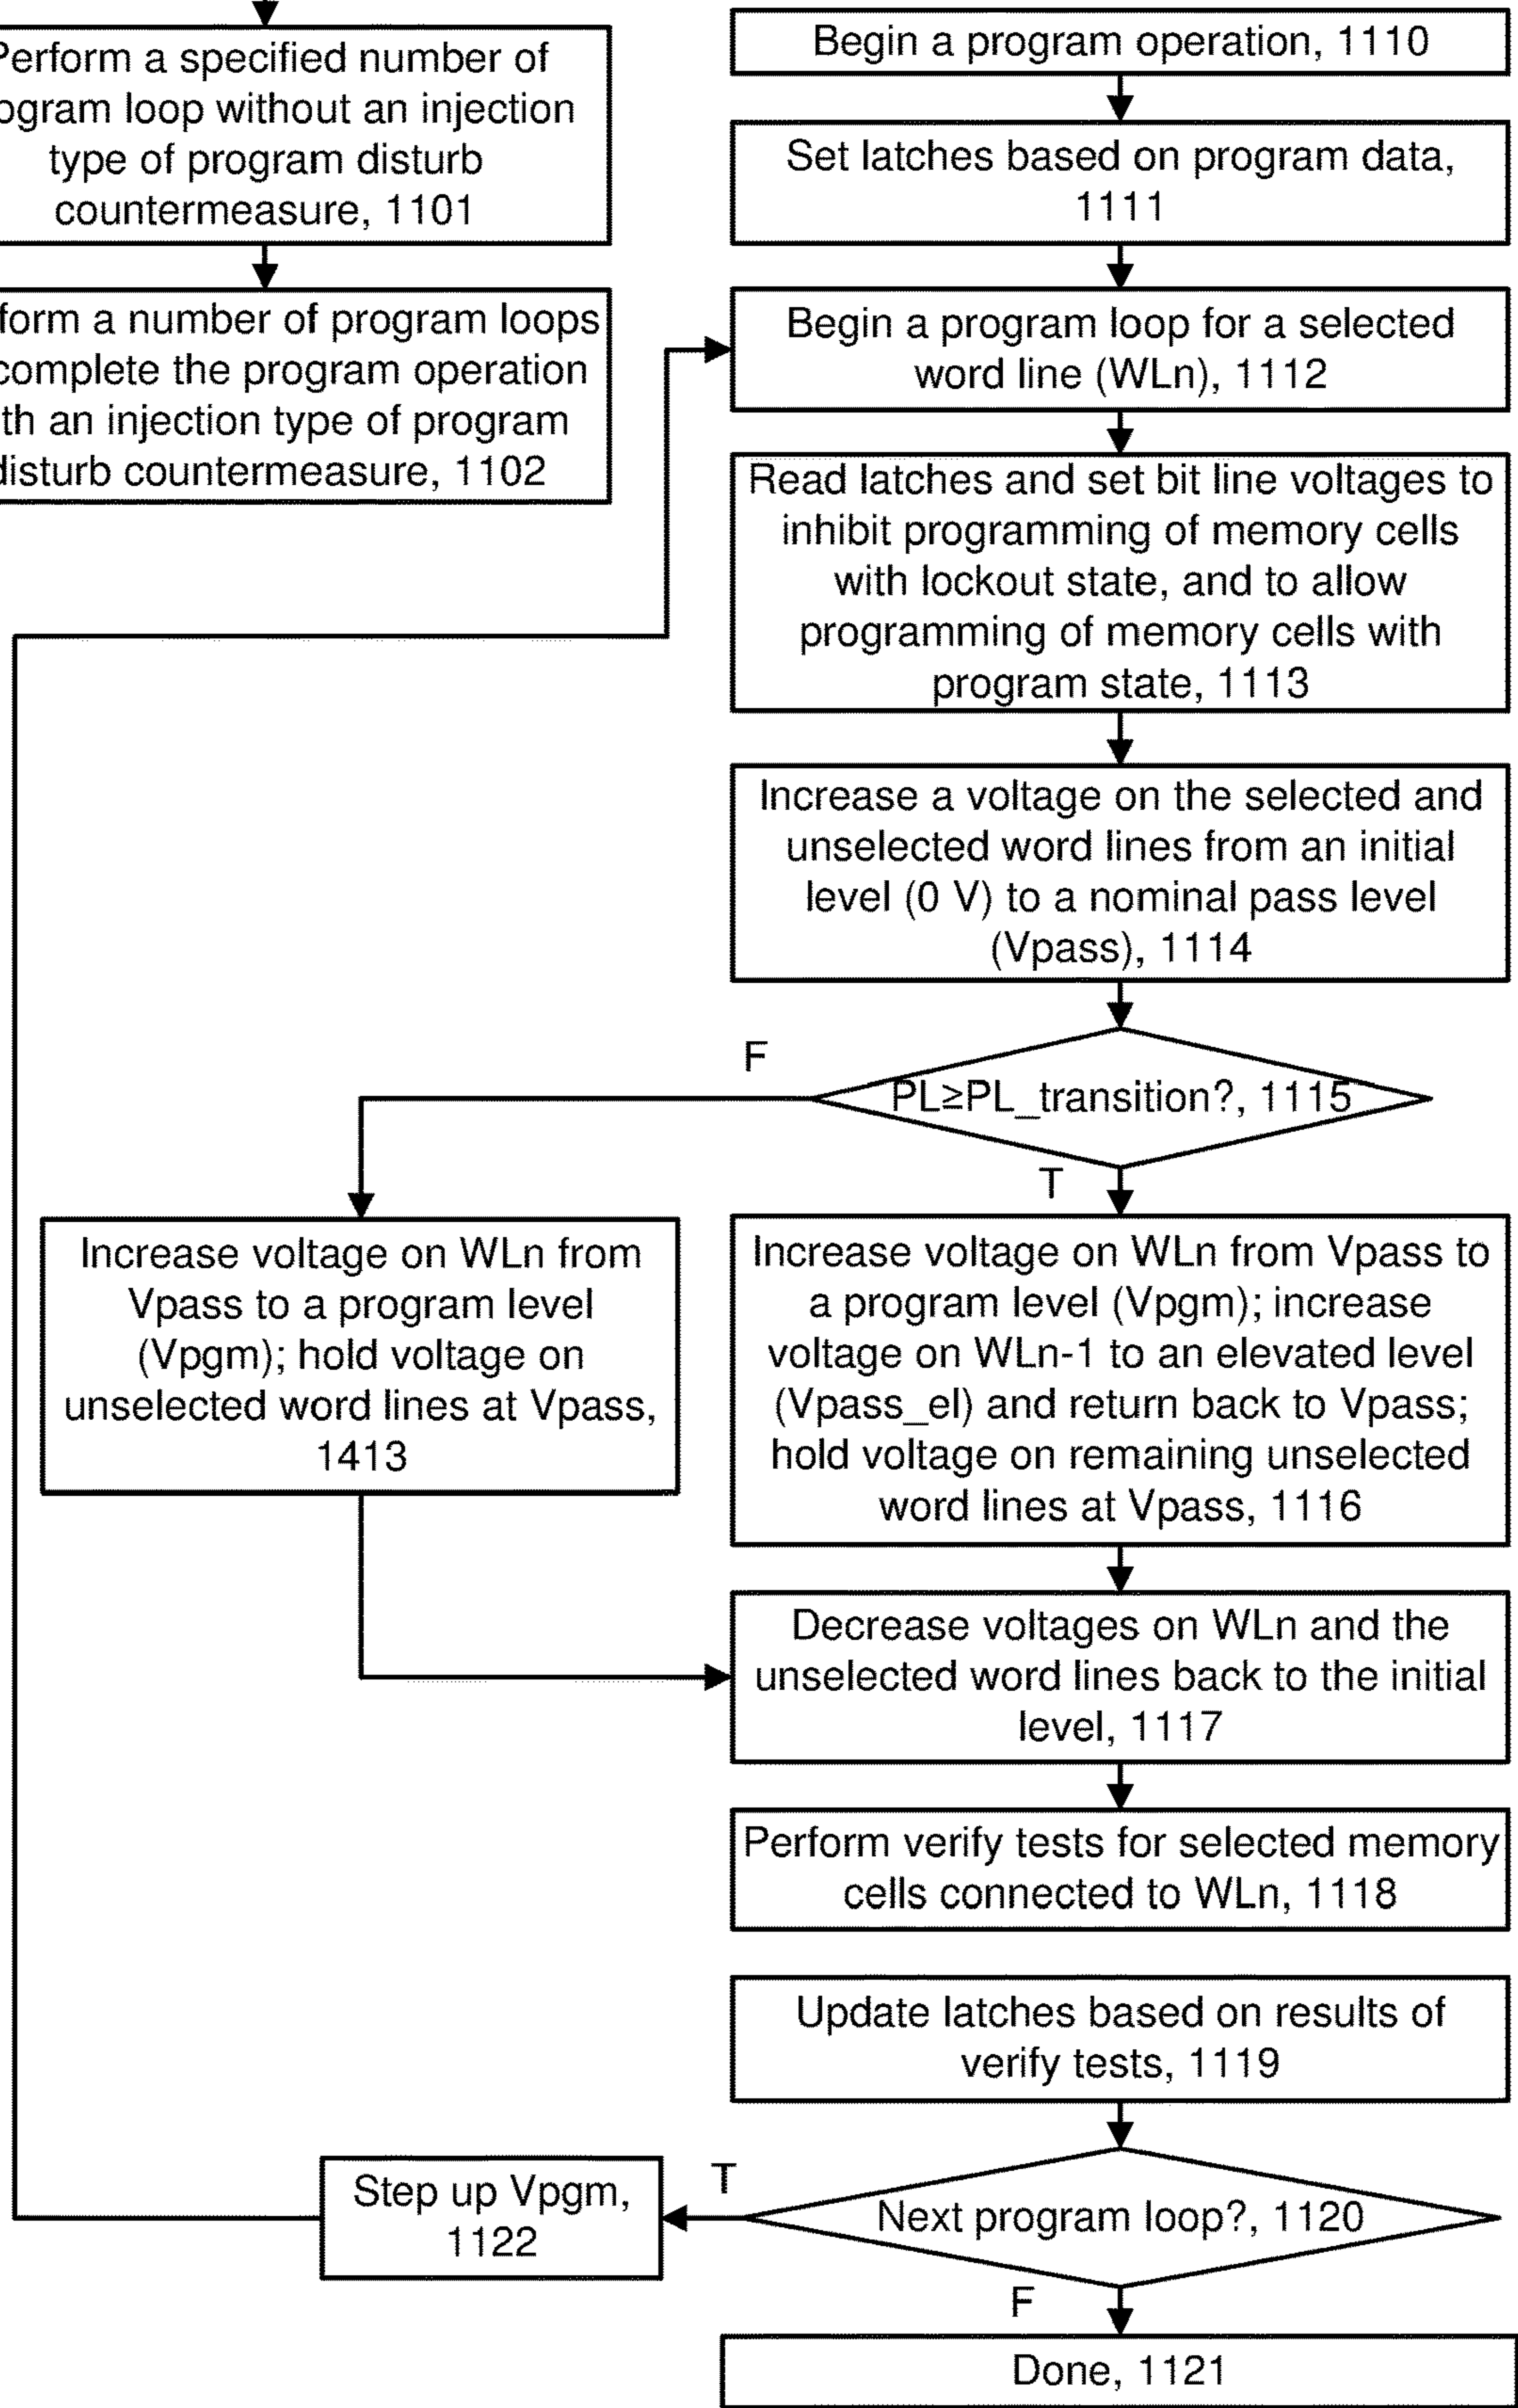 Perform a specified number of
program loop without an injection
type of program disturb
countermeasure, 1101
form a number of program loops
complete the program operation
th an injection type of program
disturb countermeasure, 1102
Begin a program operation, 1110
Set latches based on program data,
1111
Begin a program loop for a selected
word line (WLn), 1112
Read latches and set bit line voltages to
inhibit programming of memory cells
with lockout state, and to allow
programming of memory cells with
program state, 1113
Increase a voltage on the selected and
unselected word lines from an initial
level (0 V) to a nominal pass level
(Vpass), 1114
F
PL≥PL_transition?, 1115
T
Increase voltage on WLn from
Vpass to a program level
(Vpgm); hold voltage on
unselected word lines at Vpass,
1413
Increase voltage on WLn from Vpass to
a program level (Vpgm); increase
voltage on WLn-1 to an elevated level
(Vpass_el) and return back to Vpass;
hold voltage on remaining unselected
word lines at Vpass, 1116
Decrease voltages on WLn and the
unselected word lines back to the initial
level, 1117
Perform verify tests for selected memory
cells connected to WLn, 1118
Update latches based on results of
verify tests, 1119
Step up Vpgm,
1122
T
Next program loop?, 1120
F
Done, 1121